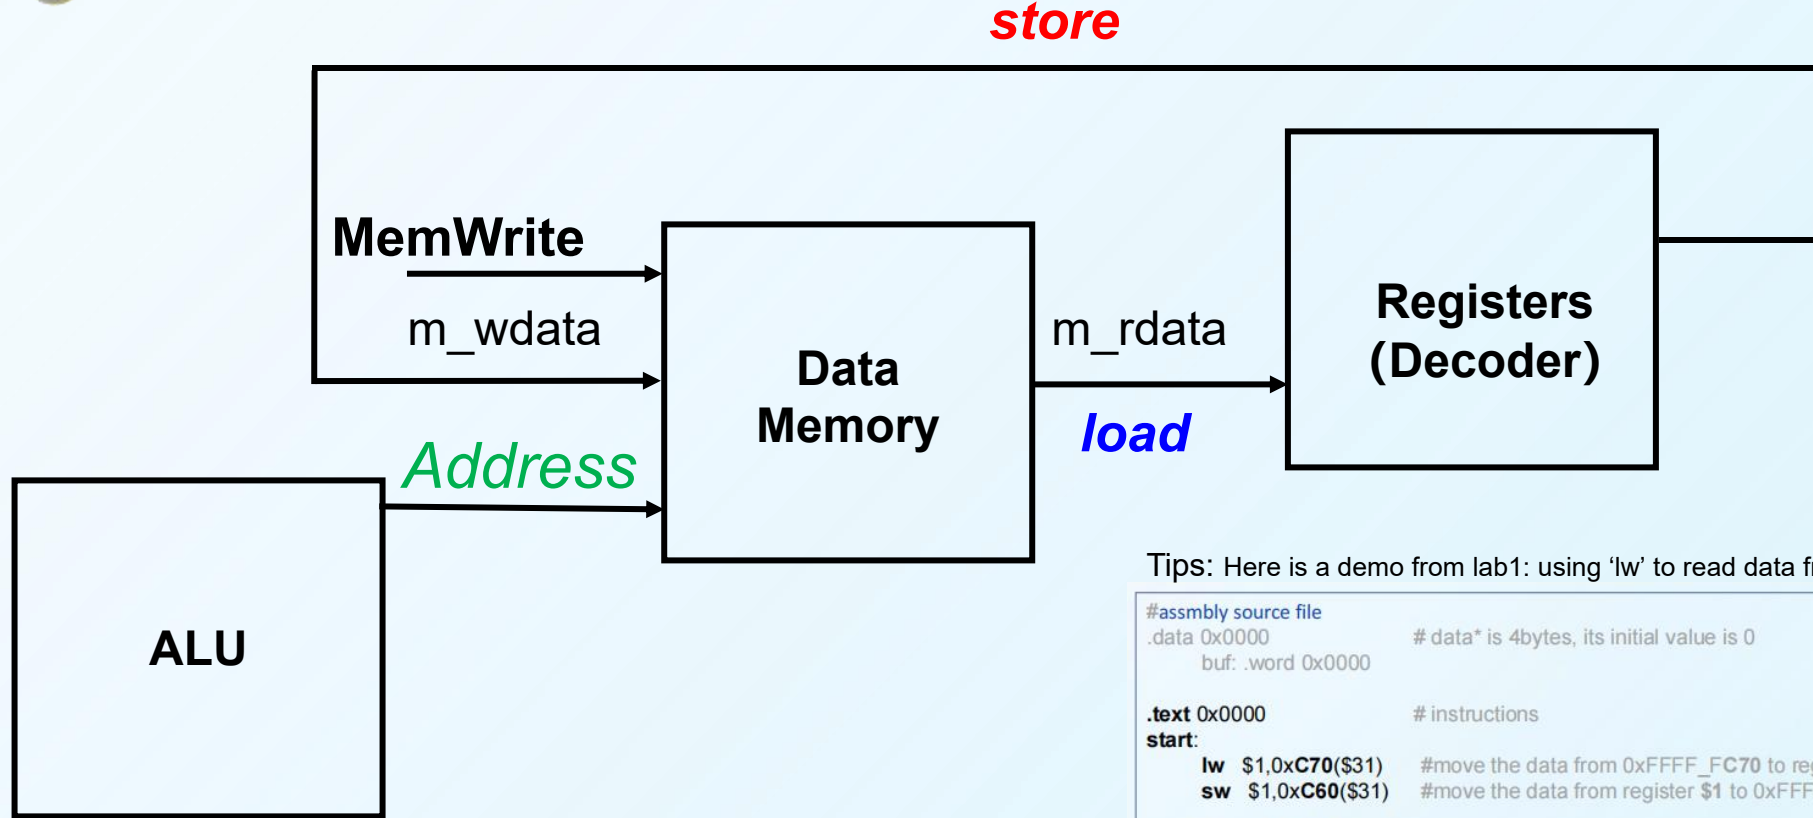 store
MemWrite
m_wdata
Address
ALU
Data
Memory
m_rdata
load
Registers
(Decoder)
Tips: Here is a demo from lab1: using ‘lw’ to read data
#assmbly source file
.data 0x0000 # data* is 4bytes, its initial value is 0
buf: .word 0x0000
.text 0x0000 # instructions
start:
lw $1,0xC70($31) #move the data from 0xFFFF_FC70 to
sw $1,0xC60($31) #move the data from register $1 to